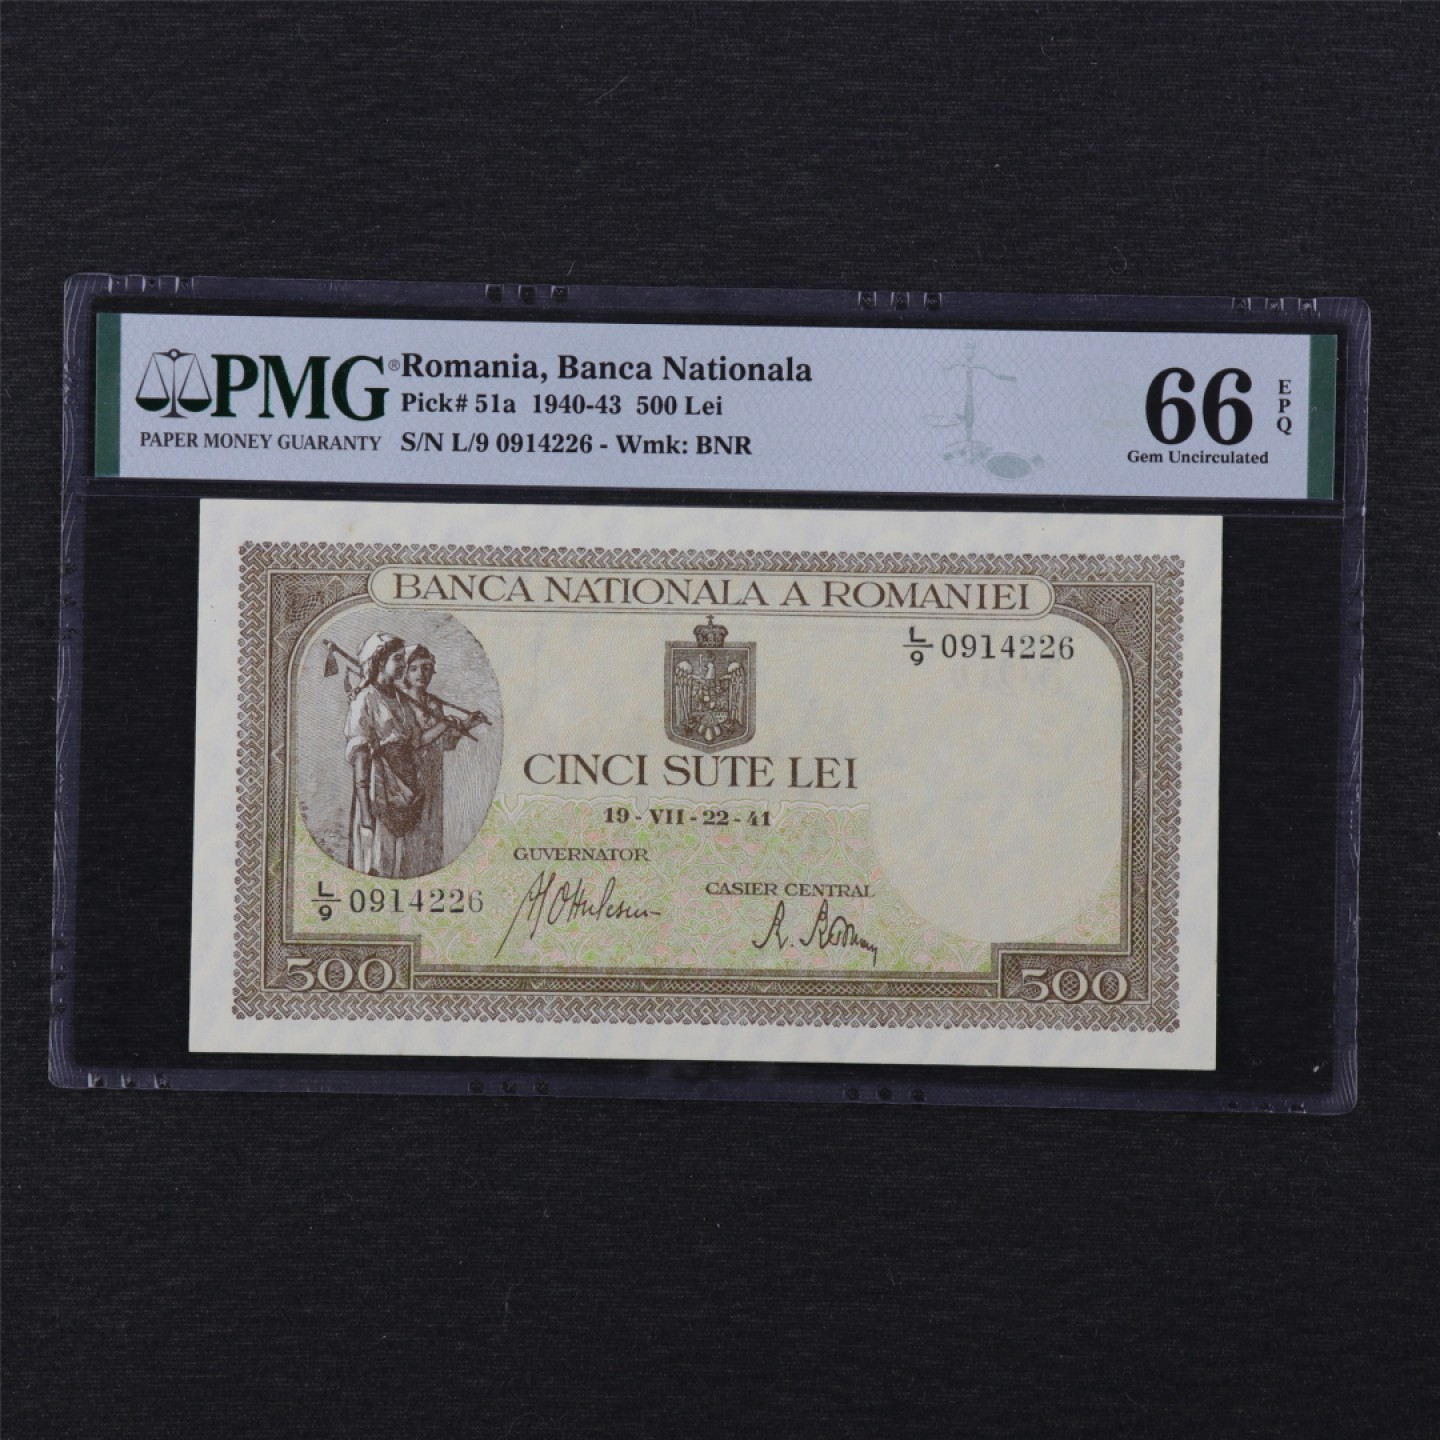 PMG®
PAPER MONEY GUARANTY
Romania, Banca Nationala
Pick# 51a 1940-43 500 Lei
S/N L/9 0914226 - Wmk: BNR
66
EPQ
Gem Uncirculated
BANCA NATIONALA A ROMANIEI
L/9 0914226
CINCI SUTE LEI
19 - VII - 22 - 41
GUVERNATOR
CASIER CENTRAL
L/9 0914226
500
500